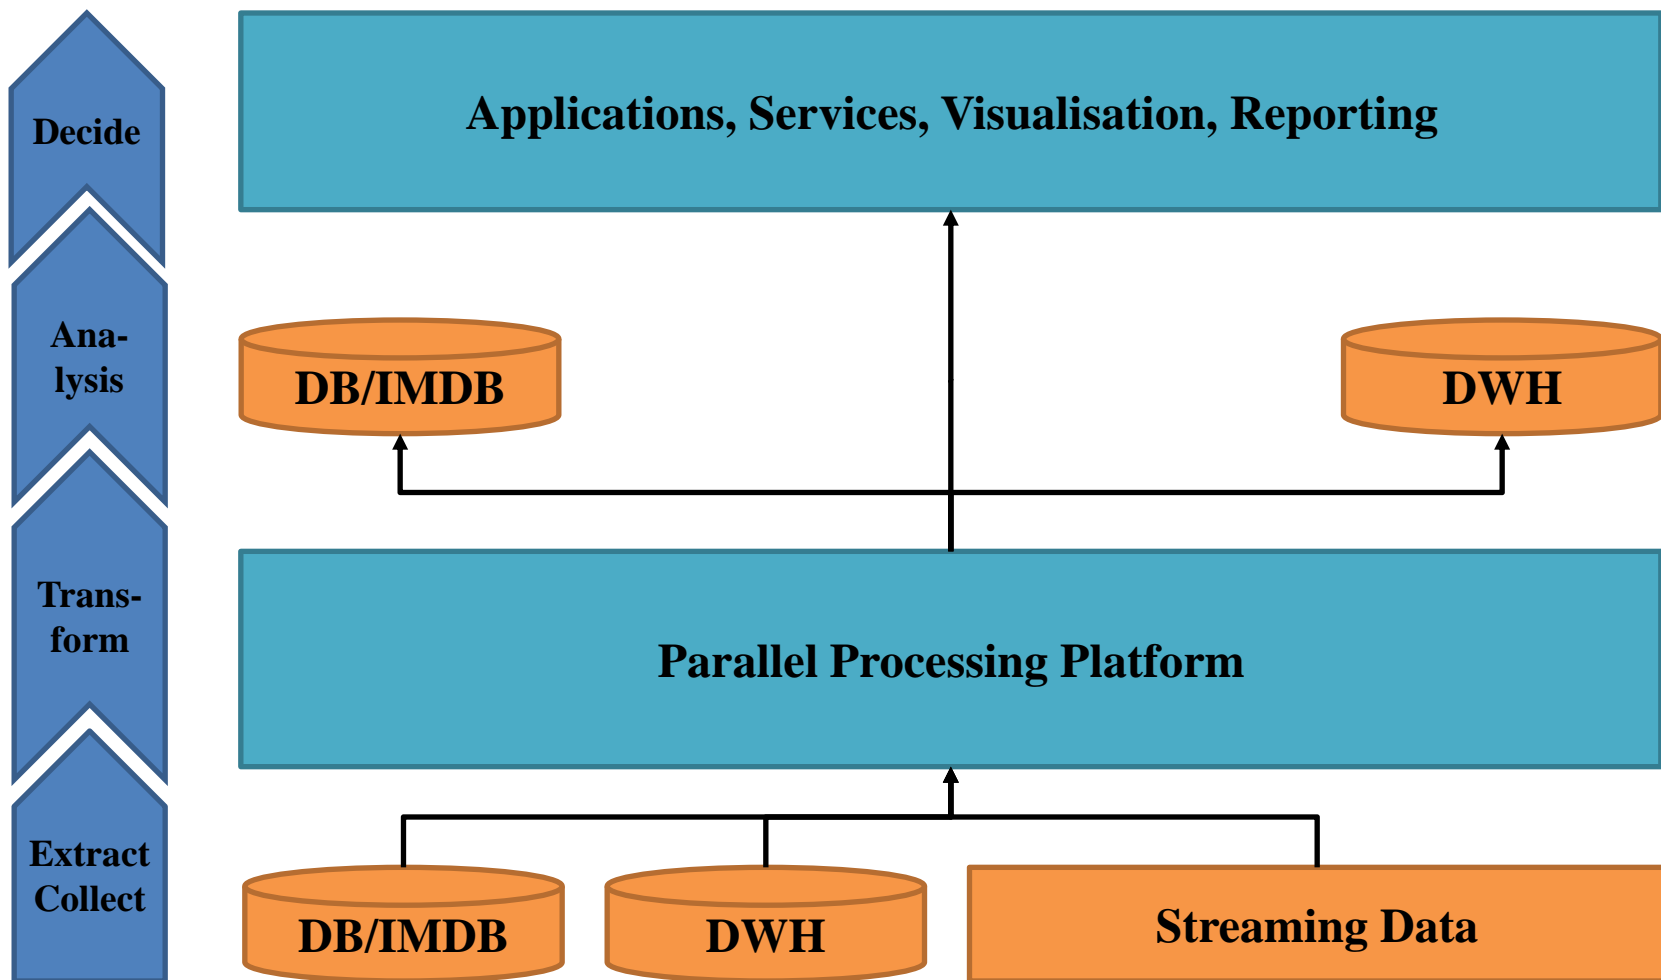 Decide
Applications, Services, Visualisation, Reporting
Ana-
lysis
DB/IMDB
DWH
Trans-
form
Parallel Processing Platform
Extract
Collect
DB/IMDB
DWH
Streaming Data